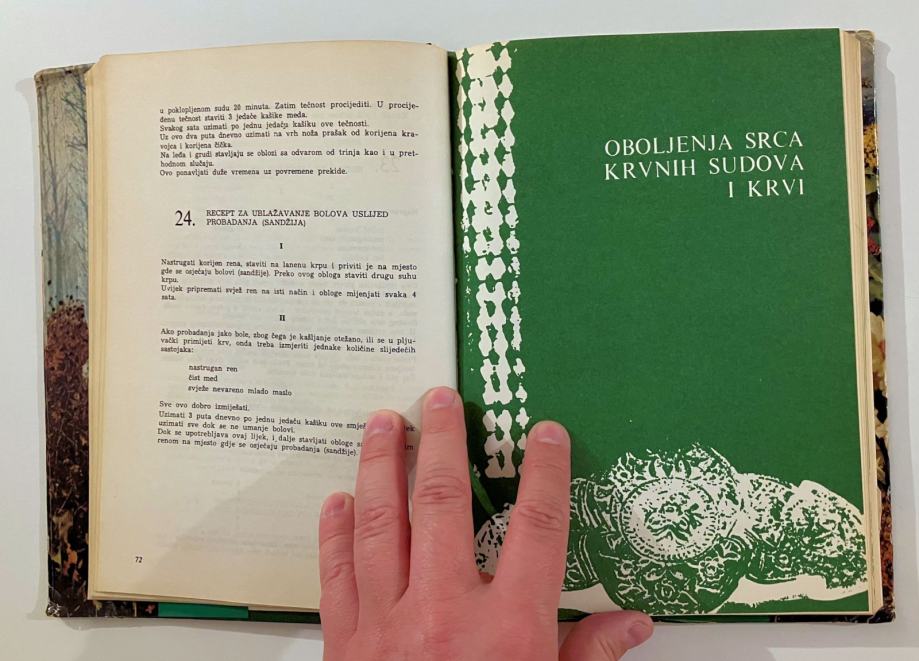 u poklopljenom sudu 20 minuta. Zatim tečnost procijediti. U procije-
đenu tečnost staviti 3 jedaće kašike meda.
Svakog sata uzimati po jednu jedaću kašiku ove tečnosti.
Uz ovo dva puta dnevno uzimati na vrh noža prašak od korijena kra-
vojca i korijena čička.
Na leđa i grudi stavljaju se oblozi sa odvarom od trinja kao i u pret-
hodnom slučaju.
Ovo ponavljati duže vremena uz povremene prekide.
24. RECEPT ZA UBLAŽAVANJE BOLOVA USLIJED
PROBADANJA (SANDŽIJA)
I
Nastrugati korijen rena, staviti na lanenu krpu i priviti je na mjesto
gdje se osjećaju bolovi (sandžije). Preko ovog obloga staviti drugu suhu
krpu.
Uvijek pripremati svjež ren na isti način i obloge mijenjati svaka 4
sata.
II
Ako probadanja jako bole, zbog čega je kašljanje otežano, ili se u plju-
vački primijeti krv, onda treba izmjeriti jednake količine slijedećih
sastojaka:
nastrugan ren
čist med
svježe nevareno mlado maslo
Sve ovo dobro izmiješati.
Uzimati 3 puta dnevno po jednu jedaću kašiku ove
uzimati sve dok se ne umanje bolovi.
Dok se upotrebljava ovaj lijek, i dalje stavljati obloge
renom na mjesto gdje se osjećaju probadanja (sandžije).
72
OBOLJENJA SRCA
KRVNIH SUDOVA
I KRVI